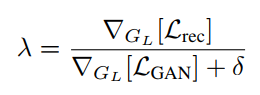 λ = ∇_{G_L}[ℒ_rec] / (∇_{G_L}[ℒ_GAN] + δ)